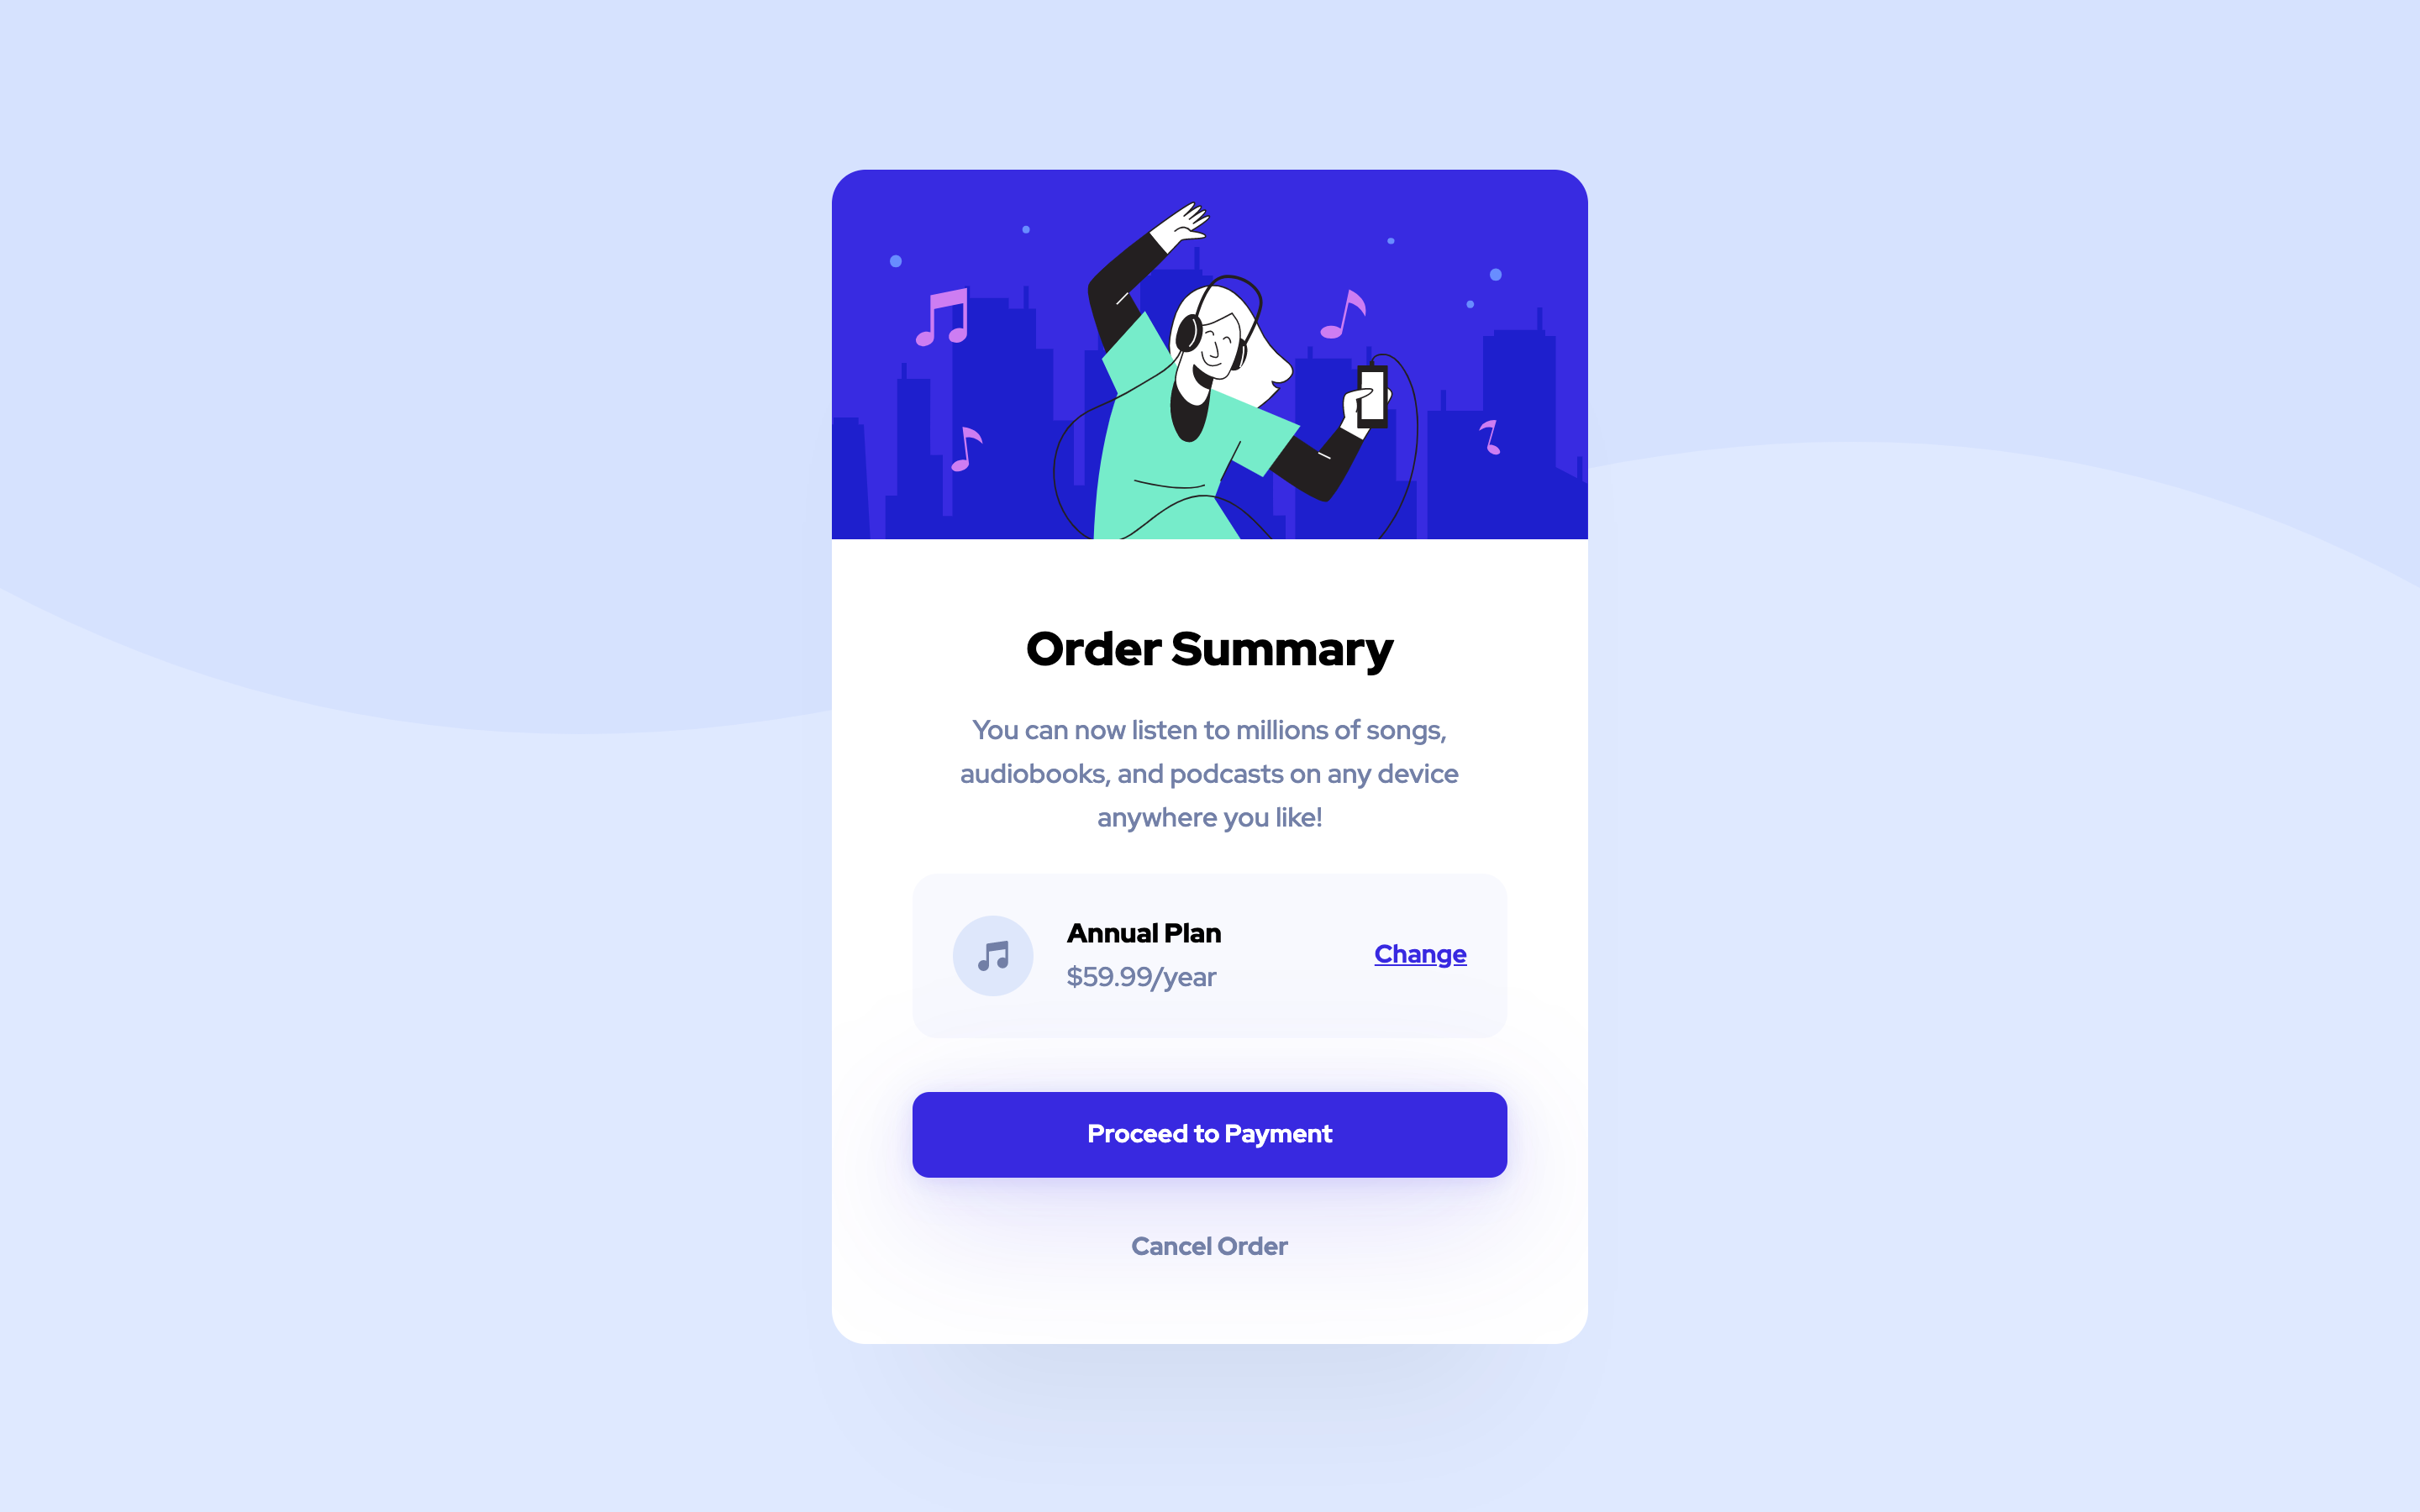 Order Summary
You can now listen to millions of songs,
audiobooks, and podcasts on any device
anywhere you like!
Annual Plan
$59.99/year
Change
Proceed to Payment
Cancel Order